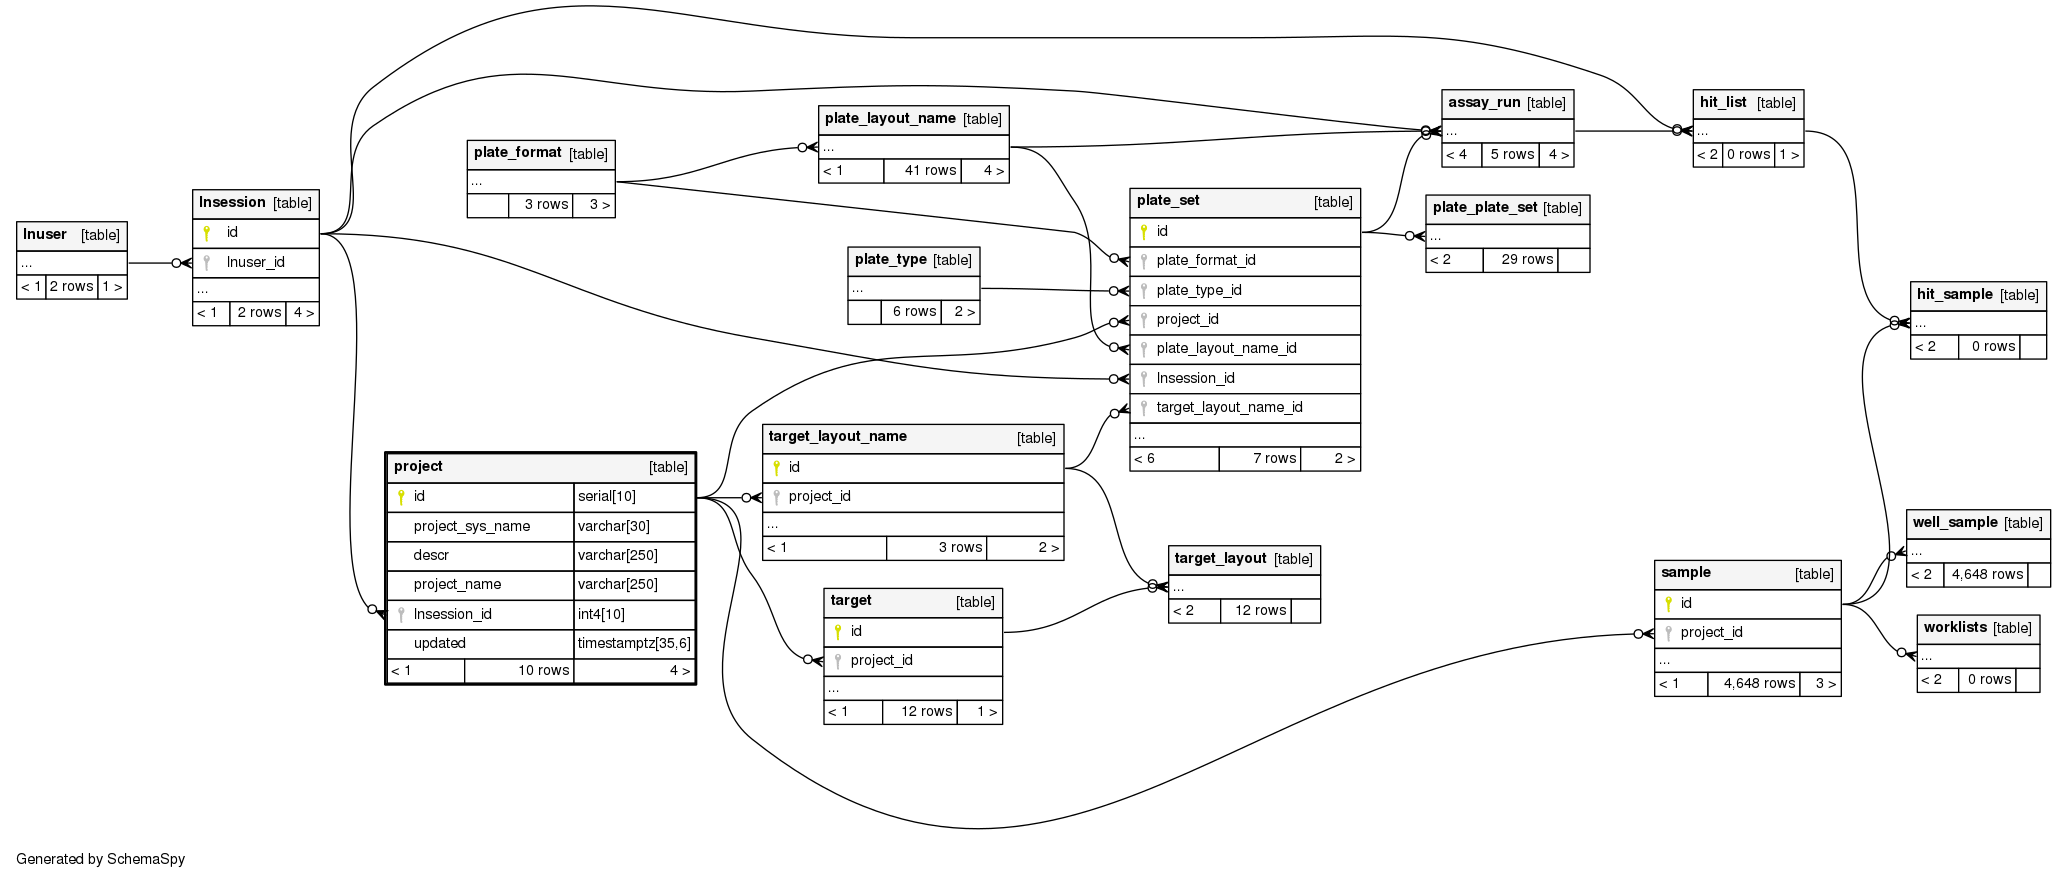 lnuser [table]
...
< 1 2 rows 1 >
lnsession [table]
id
lnuser_id
...
< 1 2 rows 4 >
plate_format [table]
...
3 rows 3 >
plate_layout_name [table]
...
< 1 41 rows 4 >
plate_type [table]
...
6 rows 2 >
project [table]
id serial[10]
project_sys_name varchar[30]
descr varchar[250]
project_name varchar[250]
lnsession_id int4[10]
updated timestamptz[35,6]
< 1 10 rows 4 >
target_layout_name [table]
id
project_id
...
< 1 3 rows 2 >
target [table]
id
project_id
...
< 1 12 rows 1 >
plate_set [table]
id
plate_format_id
plate_type_id
project_id
plate_layout_name_id
lnsession_id
target_layout_name_id
...
< 6 7 rows 2 >
target_layout [table]
...
< 2 12 rows
assay_run [table]
...
< 4 5 rows 4 >
plate_plate_set [table]
...
< 2 29 rows
hit_list [table]
...
< 2 0 rows 1 >
hit_sample [table]
...
< 2 0 rows
sample [table]
id
project_id
...
< 1 4,648 rows 3 >
well_sample [table]
...
< 2 4,648 rows
worklists [table]
...
< 2 0 rows
Generated by SchemaSpy